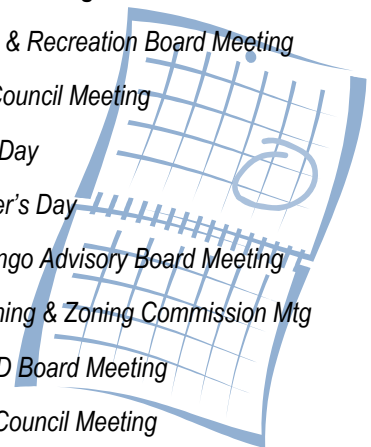 & Recreation Board Meeting
Council Meeting
Day
er's Day
ngo Advisory Board Meeting
ning & Zoning Commission Mtg
D Board Meeting
Council Meeting